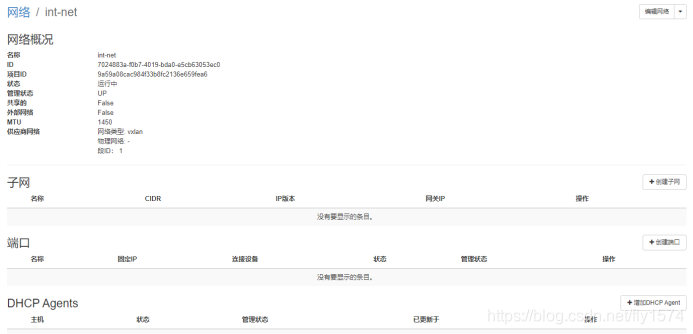 网络 / int-net
编辑网络
网络概况
名称 int-net
ID 7024883a-f0b7-4019-bda0-e5cb63053ec0
项目ID 9a59a08cac984f33b8fc2136e659fea6
状态 运行中
管理状态 UP
共享的 False
外部网络 False
MTU 1450
供应商网络 网络类型: vxlan
物理网络: -
段ID: 1
子网
创建子网
名称 CIDR IP版本 网关IP 操作
没有要显示的条目。
端口
创建端口
名称 固定IP 连接设备 状态 管理状态 操作
没有要显示的条目。
DHCP Agents
增加DHCP Agent
主机 状态 管理状态 已更新于 操作
https://blog.csdn.net/lly1574